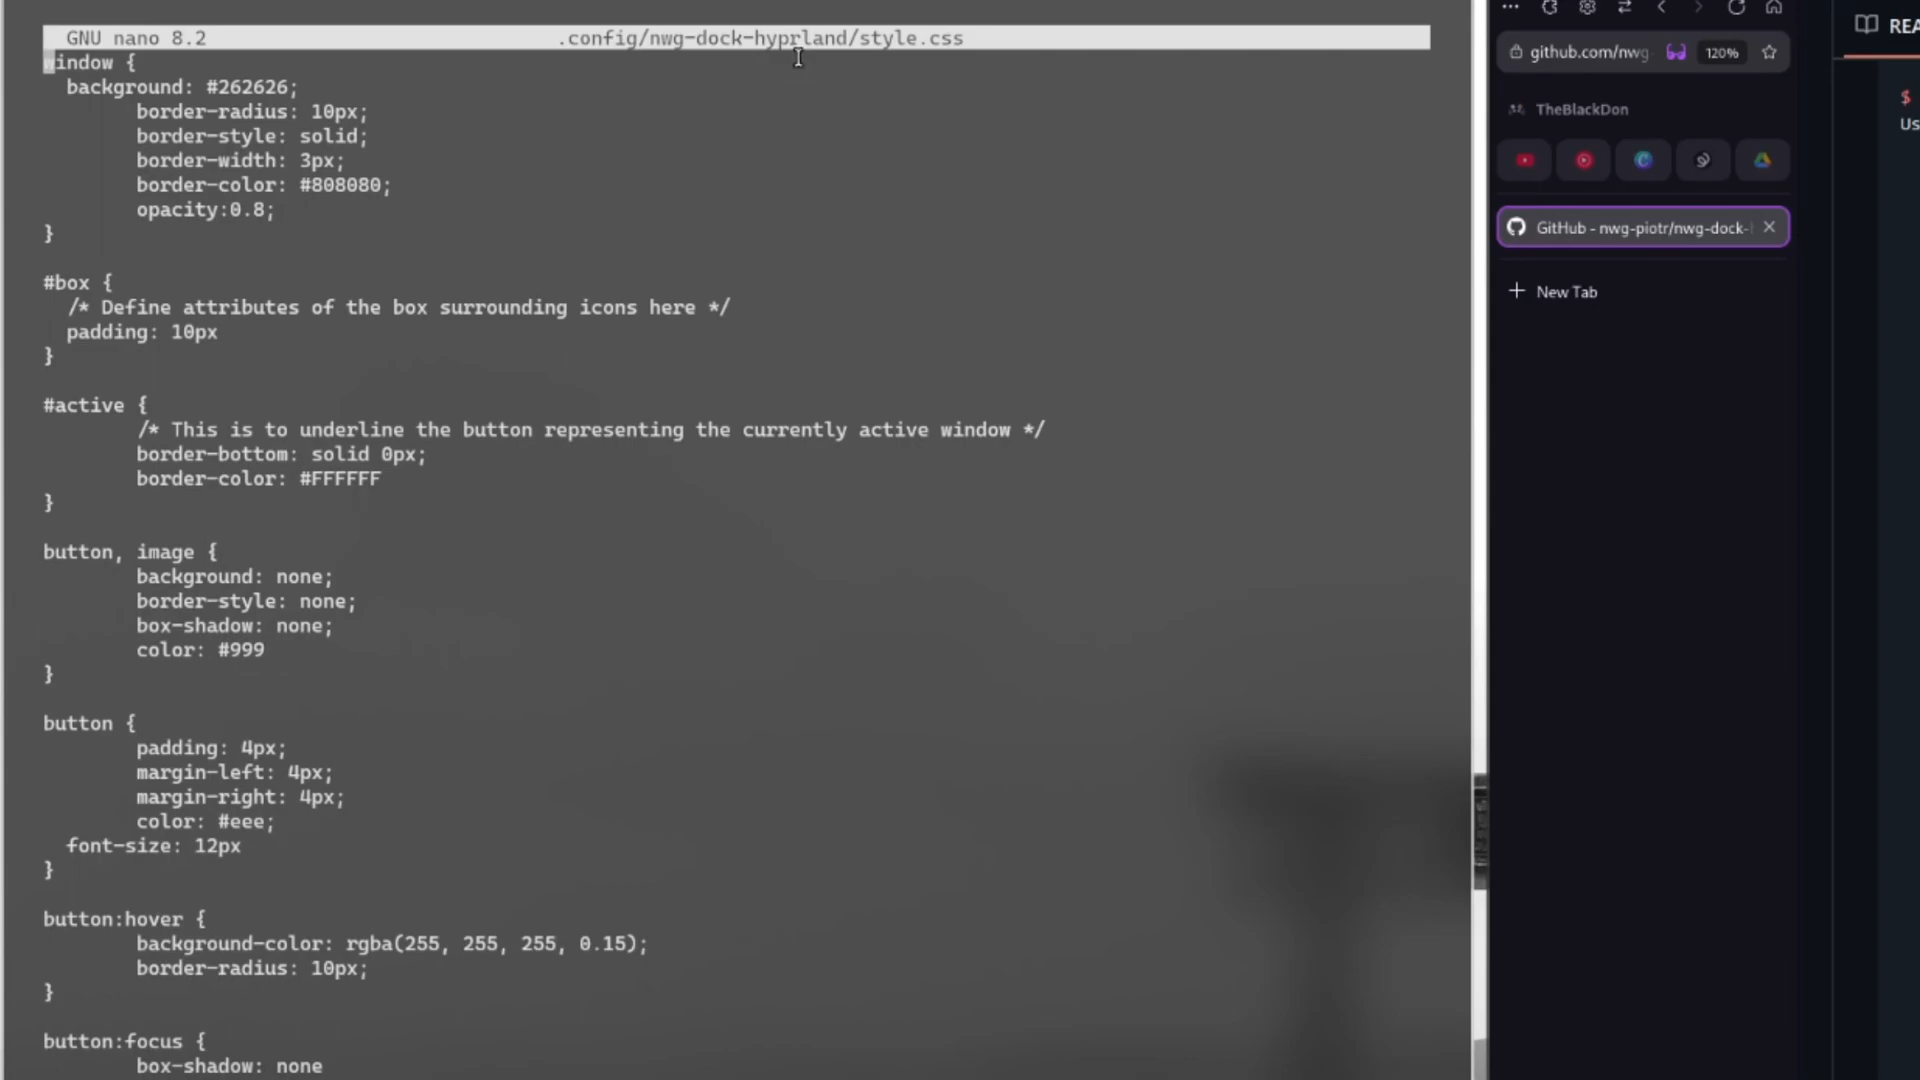 GNU nano 8.2 .config/nwg-dock-hyprland/style.css
window {
  background: #262626;
        border-radius: 10px;
        border-style: solid;
        border-width: 3px;
        border-color: #808080;
        opacity:0.8;
}
#box {
  /* Define attributes of the box surrounding icons here */
  padding: 10px
}
#active {
        /* This is to underline the button representing the currently active window */
        border-bottom: solid 0px;
        border-color: #FFFFFF
}
button, image {
        background: none;
        border-style: none;
        box-shadow: none;
        color: #999
}
button {
        padding: 4px;
        margin-left: 4px;
        margin-right: 4px;
        color: #eee;
  font-size: 12px
}
button:hover {
        background-color: rgba(255, 255, 255, 0.15);
        border-radius: 10px;
}
button:focus {
        box-shadow: none
github.com/nwg 120%
TheBlackDon
GitHub - nwg-piotr/nwg-dock-
New Tab
REA
$
Us